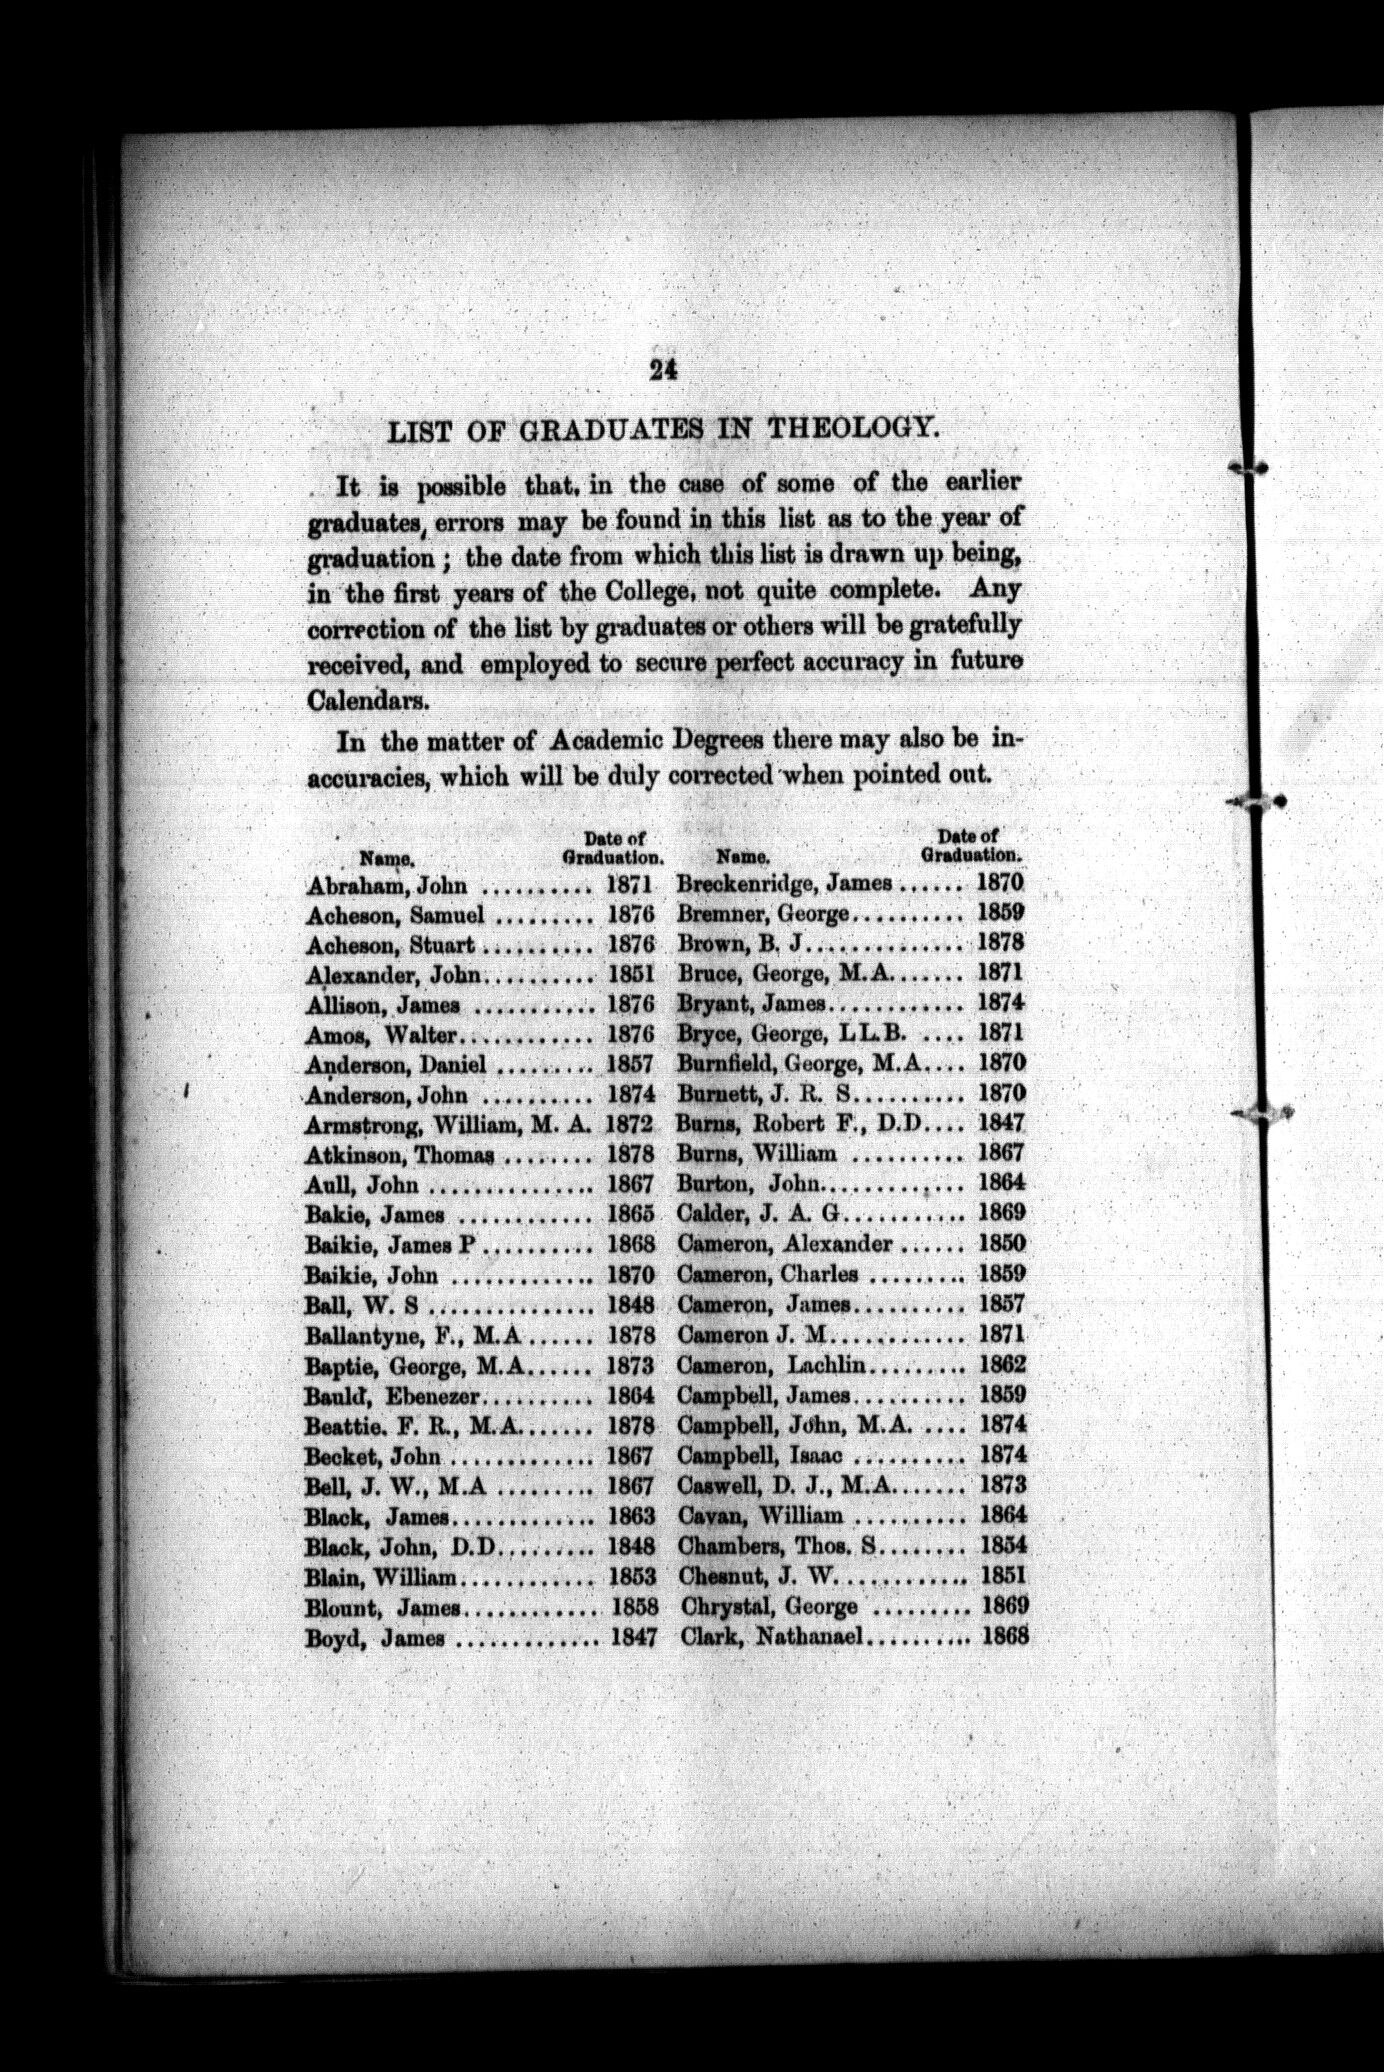 24
LIST OF GRADUATES IN THEOLOGY.
It is possible that, in the case of some of the earlier
graduates, errors may be found in this list as to the year of
graduation ; the date from which this list is drawn up being,
in the first years of the College, not quite complete. Any
correction of the list by graduates or others will be gratefully
received, and employed to secure perfect accuracy in future
Calendars.
In the matter of Academic Degrees there may also be in-
accuracies, which will be duly corrected when pointed out.
Name. Date of Graduation.
Abraham, John .......... 1871
Acheson, Samuel ......... 1876
Acheson, Stuart .......... 1876
Alexander, John.......... 1851
Allison, James ........... 1876
Amos, Walter............ 1876
Anderson, Daniel ......... 1857
Anderson, John .......... 1874
Armstrong, William, M. A. 1872
Atkinson, Thomas ........ 1878
Aull, John ............... 1867
Bakie, James ............ 1865
Baikie, James P .......... 1868
Baikie, John ............. 1870
Ball, W. S ............... 1848
Ballantyne, F., M.A ...... 1878
Baptie, George, M.A...... 1873
Bauld, Ebenezer.......... 1864
Beattie. F. R., M.A....... 1878
Becket, John ............. 1867
Bell, J. W., M.A ......... 1867
Black, James............. 1863
Black, John, D.D......... 1848
Blain, William............ 1853
Blount, James............ 1858
Boyd, James ............. 1847
Name. Date of Graduation.
Breckenridge, James ...... 1870
Bremner, George.......... 1859
Brown, B. J.............. 1878
Bruce, George, M.A....... 1871
Bryant, James............ 1874
Bryce, George, LL.B. .... 1871
Burnfield, George, M.A.... 1870
Burnett, J. R. S.......... 1870
Burns, Robert F., D.D.... 1847
Burns, William .......... 1867
Burton, John............. 1864
Calder, J. A. G........... 1869
Cameron, Alexander ...... 1850
Cameron, Charles ......... 1859
Cameron, James.......... 1857
Cameron J. M............ 1871
Cameron, Lachlin......... 1862
Campbell, James.......... 1859
Campbell, John, M.A. .... 1874
Campbell, Isaac .......... 1874
Caswell, D. J., M.A....... 1873
Cavan, William .......... 1864
Chambers, Thos. S........ 1854
Chesnut, J. W............ 1851
Chrystal, George ......... 1869
Clark, Nathanael.......... 1868